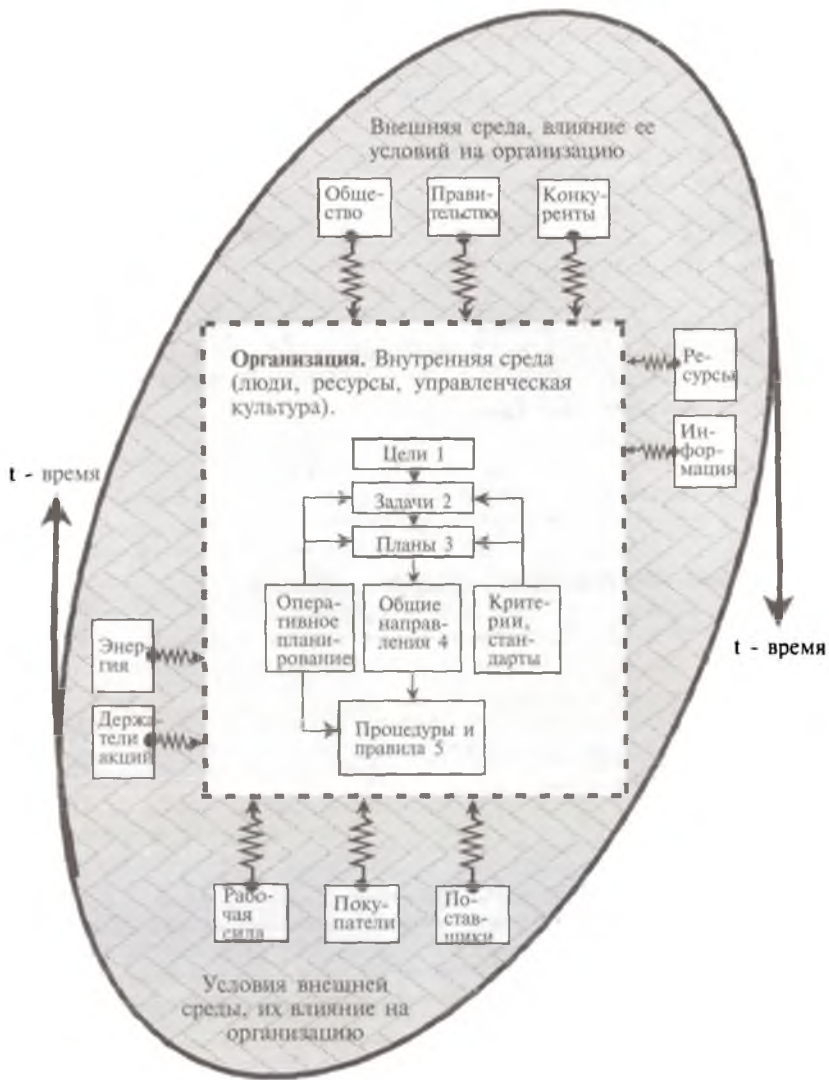 Внешняя среда, влияние ее
условий на организацию
Обще-
ство
Прави-
тельство
Конку-
ренты
Организация. Внутренняя среда
(люди, ресурсы, управленческая
культура).
Ре-
сурсы
Ин-
фор-
мация
Цели 1
Задачи 2
Планы 3
t - время
Опера-
тивное
плани-
рование
Общие
направ-
ления 4
Крите-
рии,
стан-
дарты
t - время
Энер-
гия
Держа-
тели
акций
Процедуры и
правила 5
Рабо-
чая
сила
Поку-
патели
По-
став-
щики
Условия внешней
среды, их влияние на
организацию